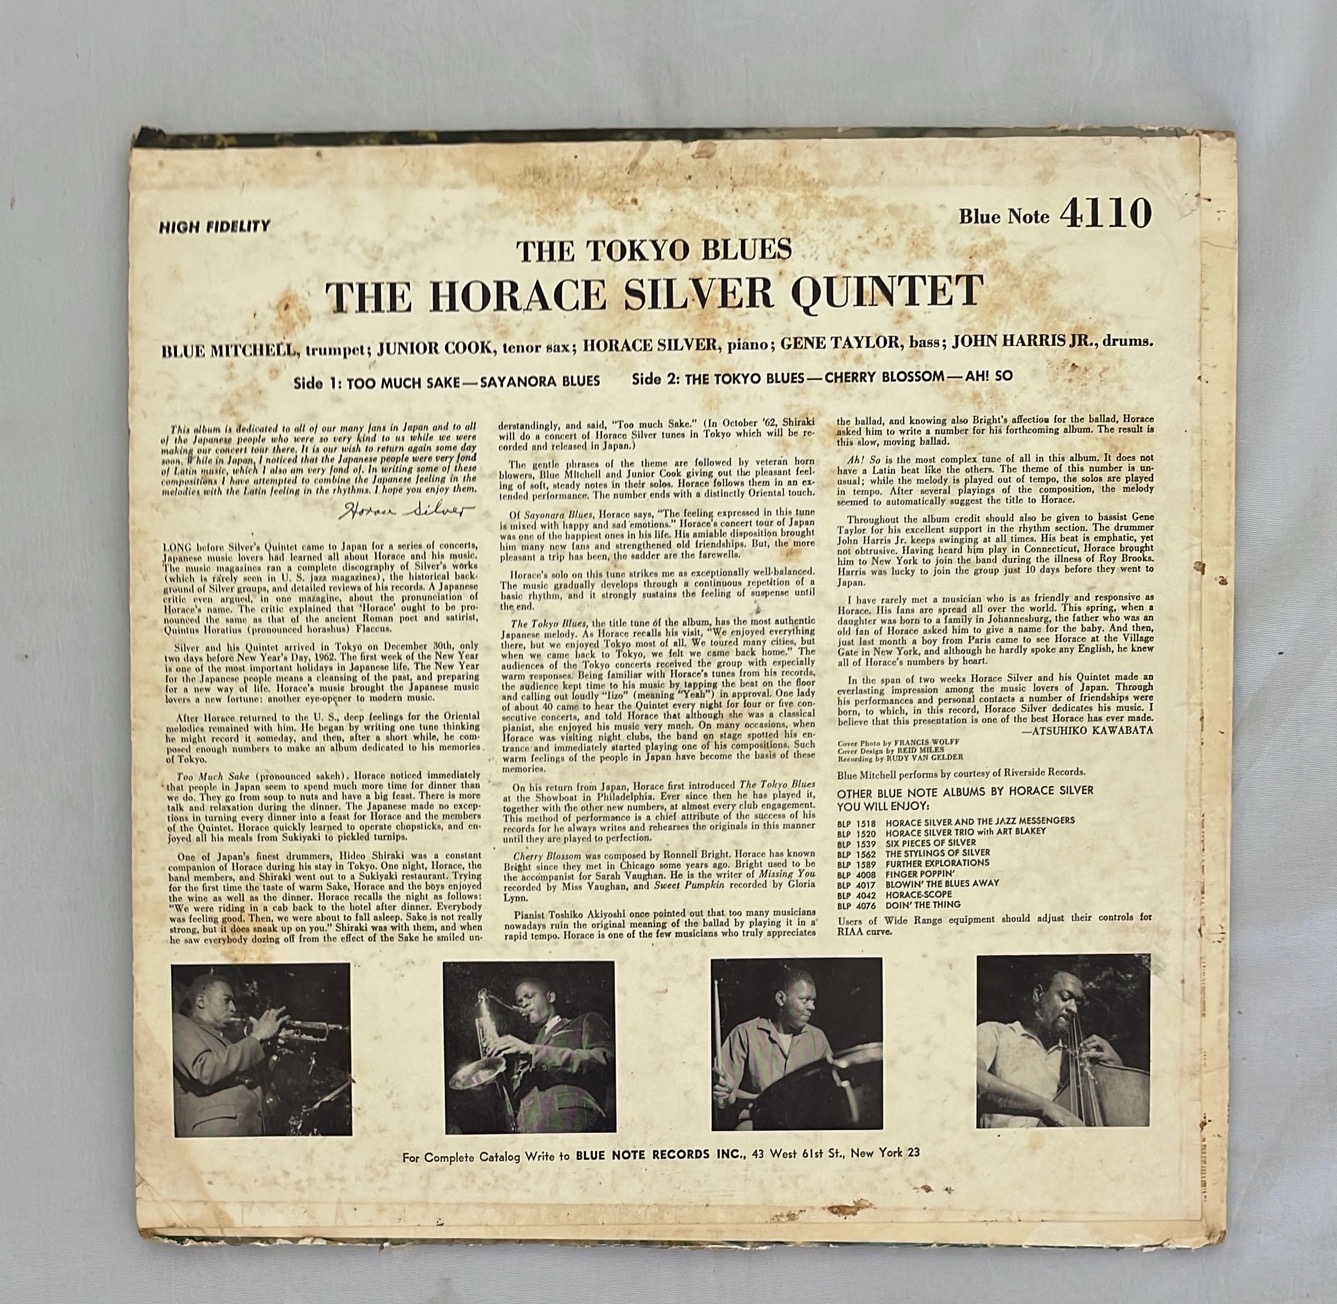 HIGH FIDELITY
Blue Note 4110
THE TOKYO BLUES
THE HORACE SILVER QUINTET
BLUE MITCHELL, trumpet; JUNIOR COOK, tenor sax; HORACE SILVER, piano; GENE TAYLOR, bass; JOHN HARRIS JR., drums.
Side 1: TOO MUCH SAKE—SAYANORA BLUES Side 2: THE TOKYO BLUES—CHERRY BLOSSOM—AH! SO
This album is dedicated to all of our many fans in Japan and to all
of the Japanese people who were so very kind to us while we were
making our concert tour there. It is our wish to return again some day
soon. While in Japan, I noticed that the Japanese people were very fond
of Latin music, which I also am very fond of. In writing some of these
compositions I have attempted to combine the Japanese feeling in the
melodies with the Latin feeling in the rhythms. I hope you enjoy them.
Horace Silver
LONG before Silver's Quintet came to Japan for a series of concerts,
Japanese music lovers had learned all about Horace and his music.
The music magazines ran a complete discography of Silver's works
(which is rarely seen in U. S. jazz magazines), the historical back-
ground of Silver groups, and detailed reviews of his records. A Japanese
critic even argued, in one mazagine, about the pronunciation of
Horace's name. The critic explained that 'Horace' ought to be pro-
nounced the same as that of the ancient Roman poet and satirist,
Quintus Horatius (pronounced horashus) Flaccus.
Silver and his Quintet arrived in Tokyo on December 30th, only
two days before New Year's Day, 1962. The first week of the New Year
is one of the most important holidays in Japanese life. The New Year
for the Japanese people means a cleansing of the past, and preparing
for a new way of life. Horace's music brought the Japanese music
lovers a new fortune: another eye-opner to modern music.
After Horace returned to the U. S., deep feelings for the Oriental
melodies remained with him. He began by writing one tune thinking
he might record it someday, and then, after a short while, he com-
posed enough numbers to make an album dedicated to his memories
of Tokyo.
Too Much Sake (pronounced sakeh). Horace noticed immediately
that people in Japan seem to spend much more time for dinner than
we do. They go from soup to nuts and have a big feast. There is more
talk and relaxation during the dinner. The Japanese made no excep-
tions in turning every dinner into a feast for Horace and the members
of the Quintet. Horace quickly learned to operate chopsticks, and en-
joyed all his meals from Sukiyaki to pickled turnips.
One of Japan's finest drummers, Hideo Shiraki was a constant
companion of Horace during his stay in Tokyo. One night, Horace, the
band members, and Shiraki went out to a Sukiyaki restaurant. Trying
for the first time the taste of warm Sake, Horace and the boys enjoyed
the wine as well as the dinner. Horace recalls the night as follows:
"We were riding in a cab back to the hotel after dinner. Everybody
was feeling good. Then, we were about to fall asleep. Sake is not really
strong, but it does sneak up on you." Shiraki was with them, and when
he saw everybody dozing off from the effect of the Sake he smiled un-
derstandingly, and said, "Too much Sake." (In October '62, Shiraki
will do a concert of Horace Silver tunes in Tokyo which will be re-
corded and released in Japan.)
The gentle phrases of the theme are followed by veteran horn
blowers, Blue Mitchell and Junior Cook giving out the pleasant feel-
ing of soft, steady notes in their solos. Horace follows them in an ex-
tended performance. The number ends with a distinctly Oriental touch.
Of Sayonara Blues, Horace says, "The feeling expressed in this tune
is mixed with happy and sad emotions." Horace's concert tour of Japan
was one of the happiest ones in his life. His amiable disposition brought
him many new fans and strengthened old friendships. But, the more
pleasant a trip has been, the sadder are the farewells.
Horace's solo on this tune strikes me as exceptionally well-balanced.
The music gradually develops through a continuous repetition of a
basic rhythm, and it strongly sustains the feeling of suspense until
the end.
The Tokyo Blues, the title tune of the album, has the most authentic
Japanese melody. As Horace recalls his visit, "We enjoyed everything
there, but we enjoyed Tokyo most of all. We toured many cities, but
when we came back to Tokyo, we felt we came back home." The
audiences of the Tokyo concerts received the group with especially
warm responses. Being familiar with Horace's tunes from his records,
the audience kept time to his music by tapping the beat on the floor
and calling out loudly "Iizo" (meaning "Yeah") in approval. One lady
of about 40 came to hear the Quintet every night for four or five con-
secutive concerts, and told Horace that although she was a classical
pianist, she enjoyed his music very much. On many occasions, when
Horace was visiting night clubs, the band on stage spotted his en-
trance and immediately started playing one of his compositions. Such
warm feelings of the people in Japan have become the basis of these
memories.
On his return from Japan, Horace first introduced The Tokyo Blues
at the Showboat in Philadelphia. Ever since then he has played it,
together with the other new numbers, at almost every club engagement.
This method of performance is a chief attribute of the success of his
records for he always writes and rehearses the originals in this manner
until they are played to perfection.
Cherry Blossom was composed by Ronnell Bright. Horace has known
Bright since they met in Chicago some years ago. Bright used to be
the accompanist for Sarah Vaughan. He is the writer of Missing You
recorded by Miss Vaughan, and Sweet Pumpkin recorded by Gloria
Lynn.
Pianist Toshiko Akiyoshi once pointed out that too many musicians
nowadays ruin the original meaning of the ballad by playing it in a
rapid tempo. Horace is one of the few musicians who truly appreciates
the ballad, and knowing also Bright's affection for the ballad, Horace
asked him to write a number for his forthcoming album. The result is
this slow, moving ballad.
Ah! So is the most complex tune of all in this album. It does not
have a Latin beat like the others. The theme of this number is un-
usual; while the melody is played out of tempo, the solos are played
in tempo. After several playings of the composition, the melody
seemed to automatically suggest the title to Horace.
Throughout the album credit should also be given to bassist Gene
Taylor for his excellent support in the rhythm section. The drummer
John Harris Jr. keeps swinging at all times. His beat is emphatic, yet
not obtrusive. Having heard him play in Connecticut, Horace brought
him to New York to join the band during the illness of Roy Brooks.
Harris was lucky to join the group just 10 days before they went to
Japan.
I have rarely met a musician who is as friendly and responsive as
Horace. His fans are spread all over the world. This spring, when a
daughter was born to a family in Johannesburg, the father who was an
old fan of Horace asked him to give a name for the baby. And then,
just last month a boy from Paris came to see Horace at the Village
Gate in New York, and although he hardly spoke any English, he knew
all of Horace's numbers by heart.
In the span of two weeks Horace Silver and his Quintet made an
everlasting impression among the music lovers of Japan. Through
his performances and personal contacts a number of friendships were
born, to which, in this record, Horace Silver dedicates his music. I
believe that this presentation is one of the best Horace has ever made.
—ATSUHIKO KAWABATA
Cover Photo by FRANCIS WOLFF
Cover Design by REID MILES
Recording by RUDY VAN GELDER
Blue Mitchell performs by courtesy of Riverside Records.
OTHER BLUE NOTE ALBUMS BY HORACE SILVER
YOU WILL ENJOY:
BLP 1518 HORACE SILVER AND THE JAZZ MESSENGERS
BLP 1520 HORACE SILVER TRIO with ART BLAKEY
BLP 1539 SIX PIECES OF SILVER
BLP 1562 THE STYLINGS OF SILVER
BLP 1589 FURTHER EXPLORATIONS
BLP 4008 FINGER POPPIN'
BLP 4017 BLOWIN' THE BLUES AWAY
BLP 4042 HORACE-SCOPE
BLP 4076 DOIN' THE THING
Users of Wide Range equipment should adjust their controls for
RIAA curve.
For Complete Catalog Write to BLUE NOTE RECORDS INC., 43 West 61st St., New York 23